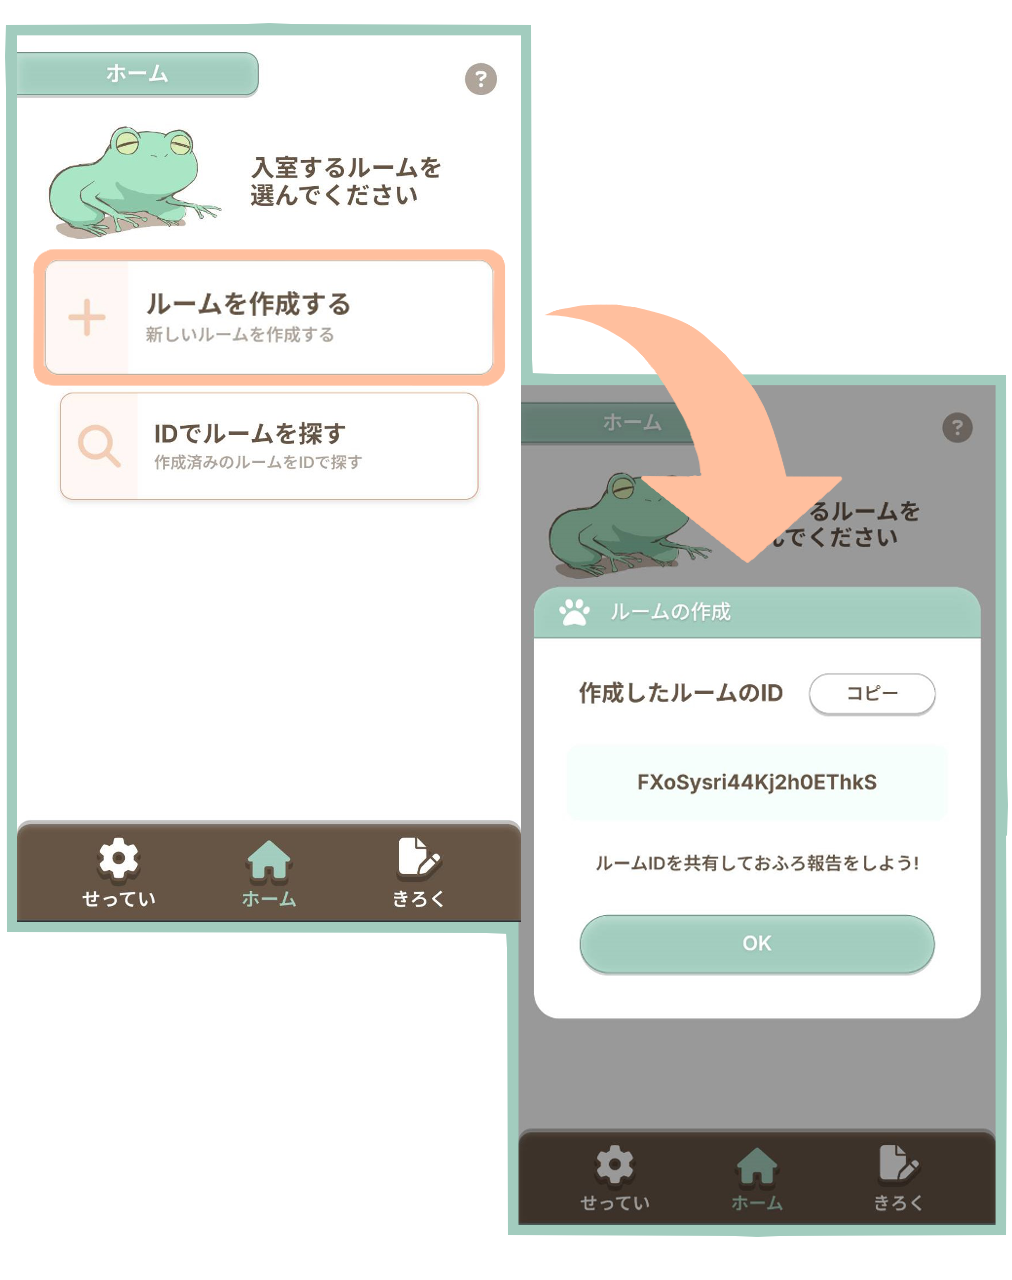 ホーム
?
入室するルームを
選んでください
ルームを作成する
新しいルームを作成する
IDでルームを探す
作成済みのルームをIDで探す
せってい
ホーム
きろく
ホーム
?
るルームを
んでください
ルームの作成
作成したルームのID
コピー
FXoSysri44Kj2h0EThkS
ルームIDを共有しておふろ報告をしよう!
OK
せってい
ホーム
きろく